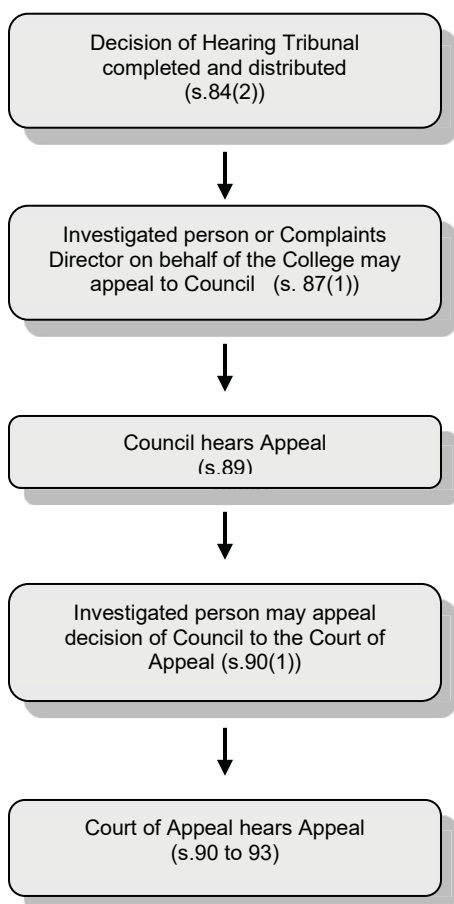 Decision of Hearing Tribunal
completed and distributed
(s.84(2))
Investigated person or Complaints
Director on behalf of the College may
appeal to Council (s. 87(1))
Council hears Appeal
(s.89)
Investigated person may appeal
decision of Council to the Court of
Appeal (s.90(1))
Court of Appeal hears Appeal
(s.90 to 93)